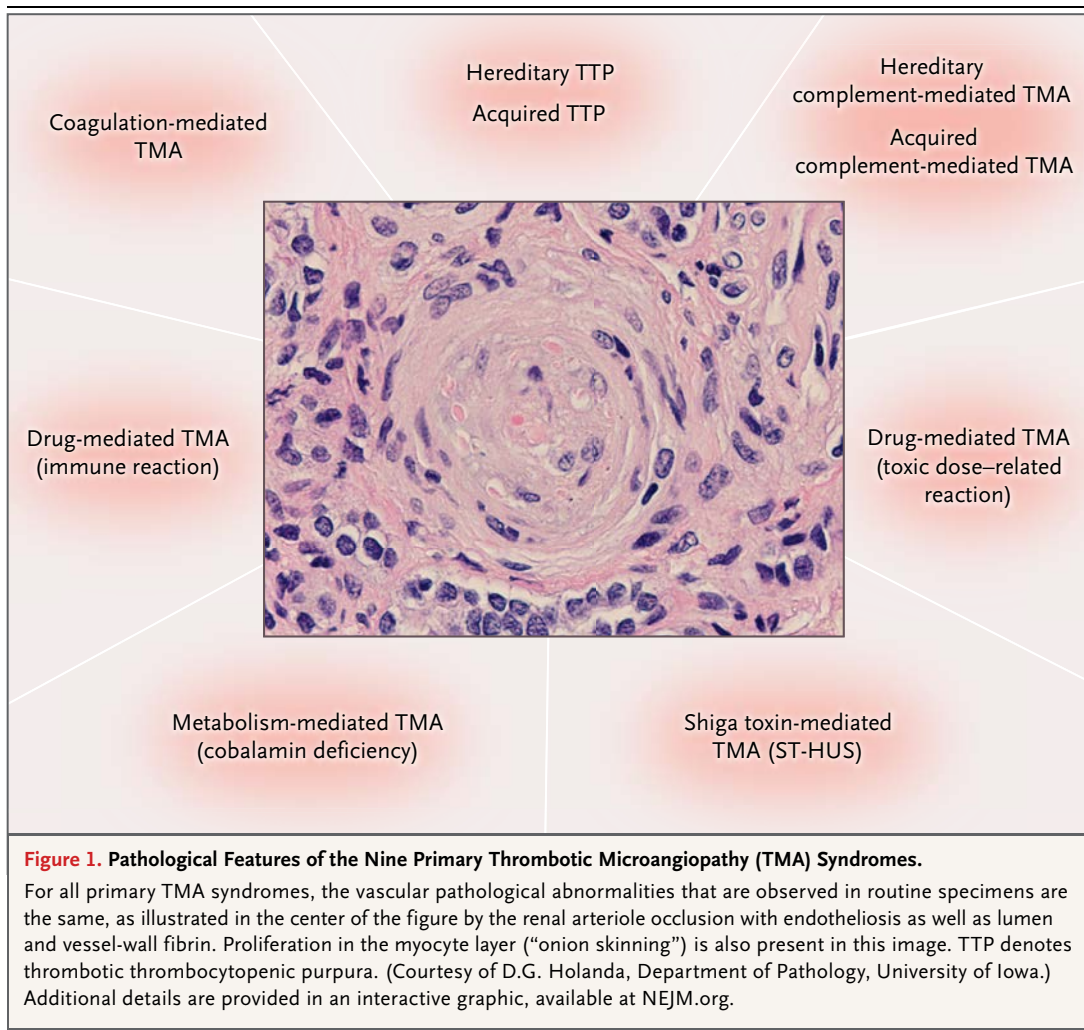 Hereditary TTP
Acquired TTP
Hereditary
complement-mediated TMA
Acquired
complement-mediated TMA
Coagulation-mediated
TMA
Drug-mediated TMA
(immune reaction)
Drug-mediated TMA
(toxic dose–related
reaction)
Metabolism-mediated TMA
(cobalamin deficiency)
Shiga toxin-mediated
TMA (ST-HUS)
Figure 1. Pathological Features of the Nine Primary Thrombotic Microangiopathy (TMA) Syndromes.
For all primary TMA syndromes, the vascular pathological abnormalities that are observed in routine specimens are
the same, as illustrated in the center of the figure by the renal arteriole occlusion with endotheliosis as well as lumen
and vessel-wall fibrin. Proliferation in the myocyte layer (“onion skinning”) is also present in this image. TTP denotes
thrombotic thrombocytopenic purpura. (Courtesy of D.G. Holanda, Department of Pathology, University of Iowa.)
Additional details are provided in an interactive graphic, available at NEJM.org.